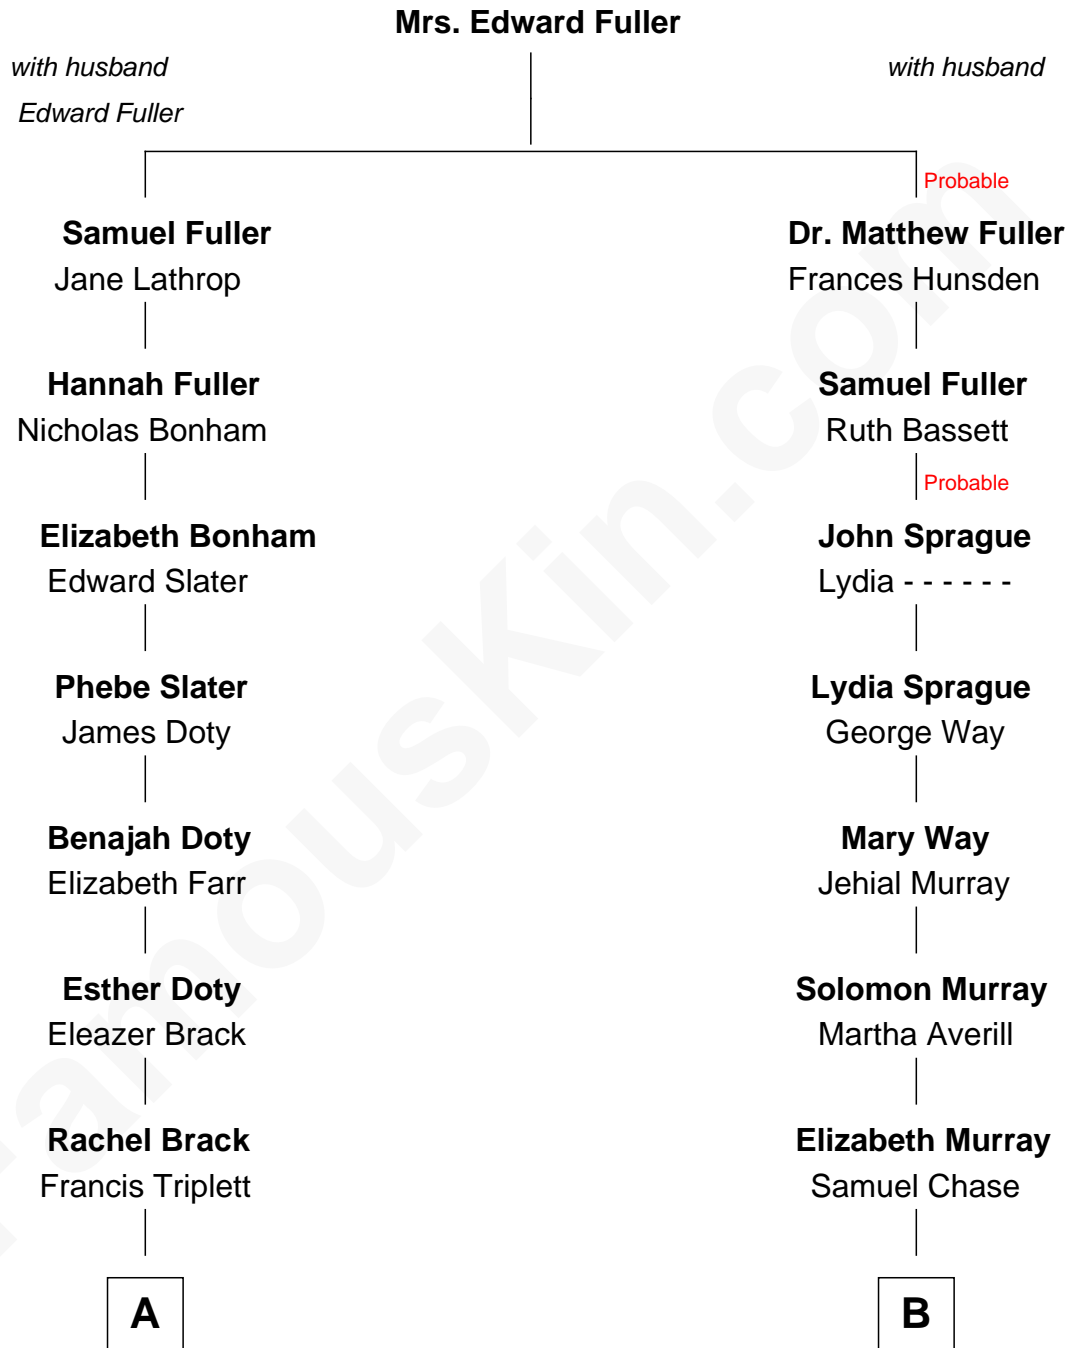 Mrs. Edward Fuller
with husband
with husband
Edward Fuller
Probable
Samuel Fuller
Dr. Matthew Fuller
Jane Lathrop
Frances Hunsden
Hannah Fuller
Samuel Fuller
Nicholas Bonham
Ruth Bassett
Probable
Elizabeth Bonham
John Sprague
Edward Slater
Lydia - - - - - -
Phebe Slater
Lydia Sprague
James Doty
George Way
Benajah Doty
Mary Way
Elizabeth Farr
Jehial Murray
Esther Doty
Solomon Murray
Eleazer Brack
Martha Averill
Rachel Brack
Elizabeth Murray
Francis Triplett
Samuel Chase
A
B
FamousKin.com